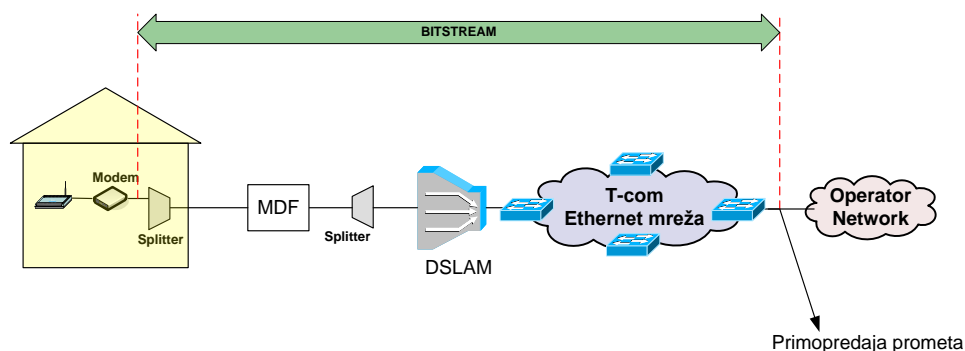 BITSTREAM
Modem
Splitter
MDF
Splitter
DSLAM
T-com
Ethernet mreža
Operator
Network
Primopredaja prometa